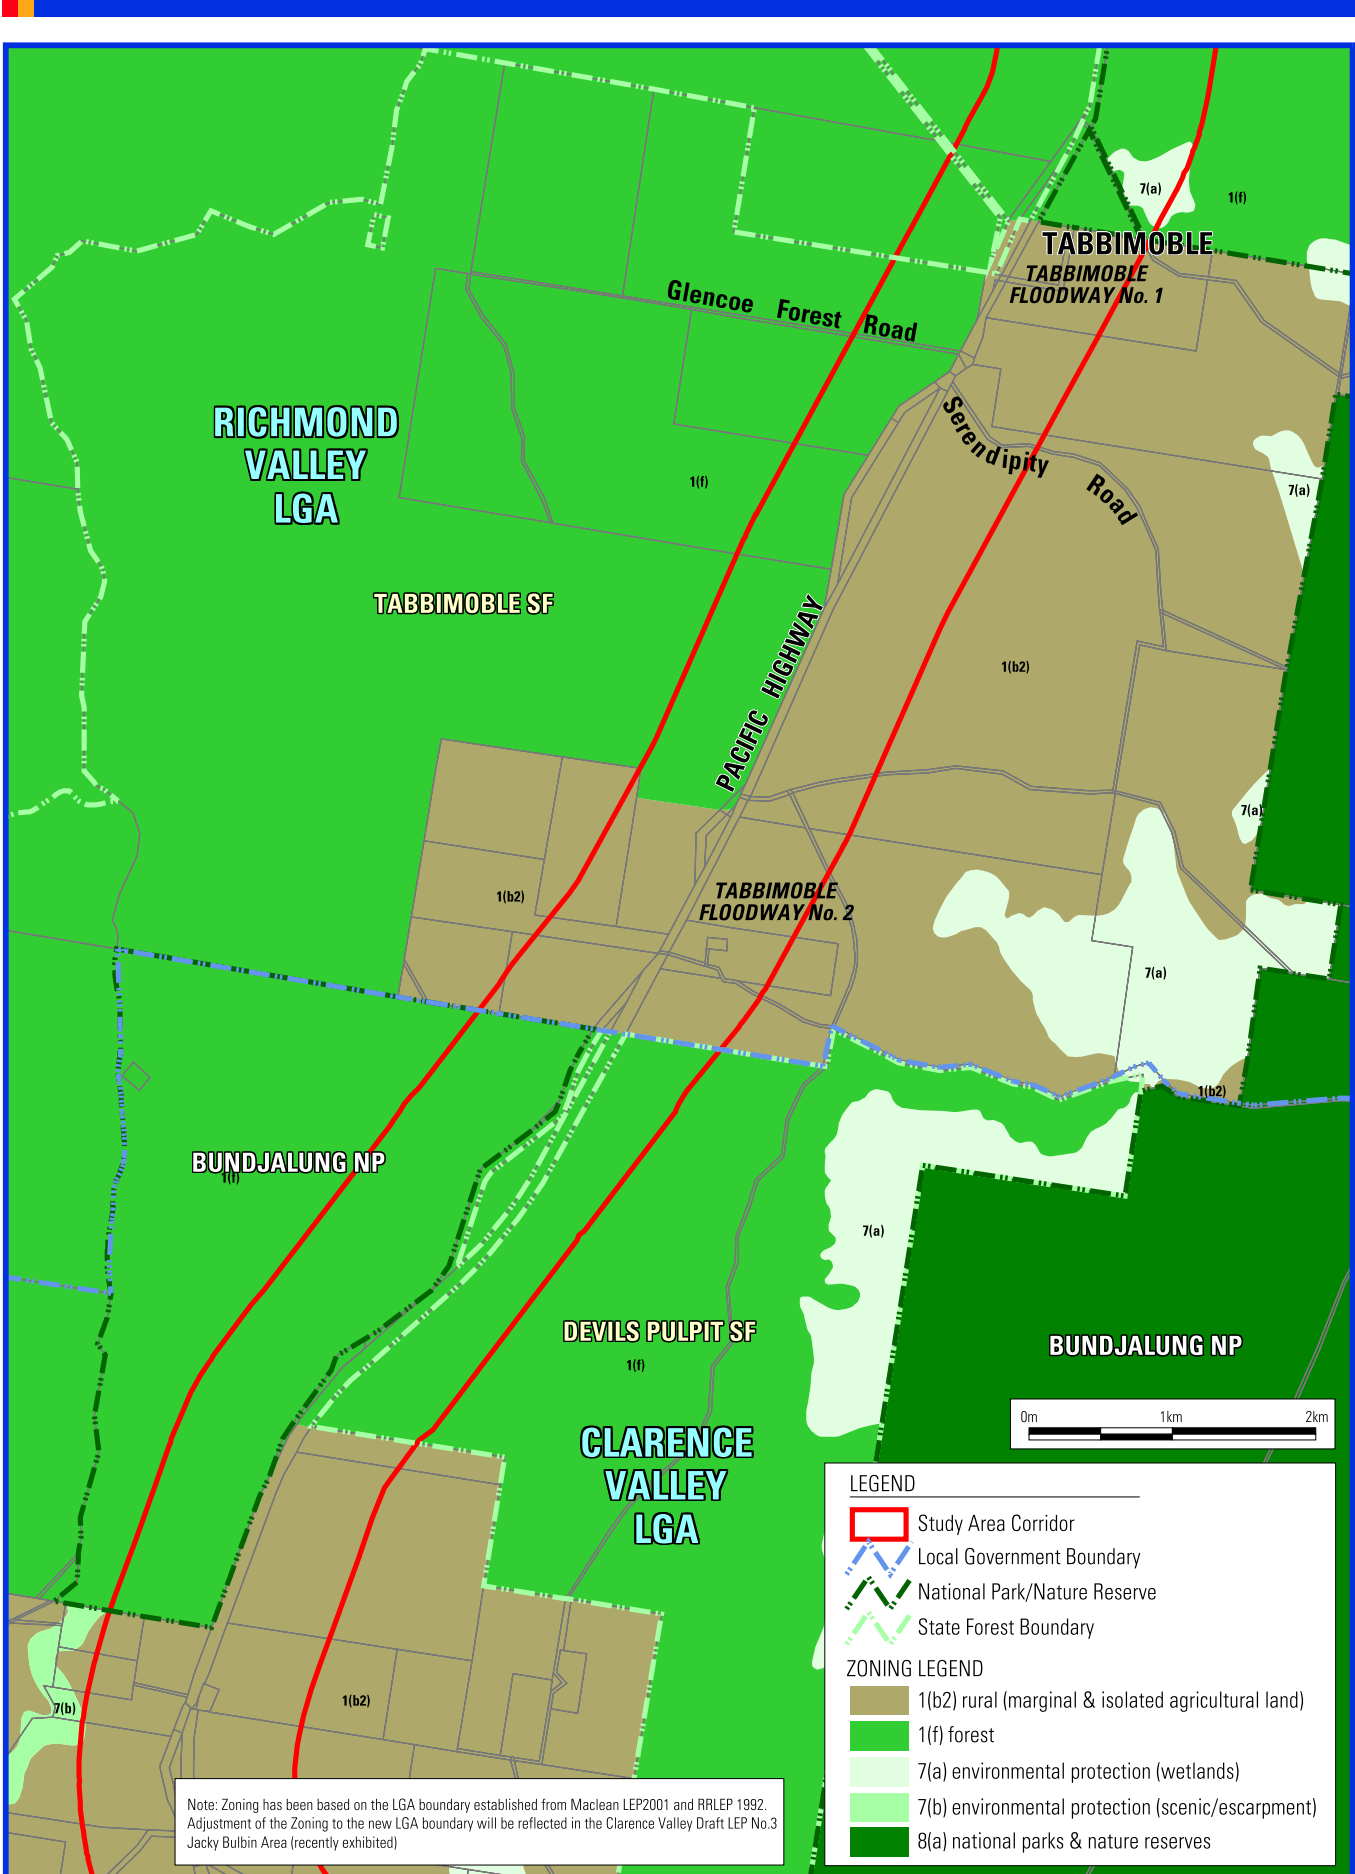 7(a)
1(f)
TABBIMOBLE
TABBIMOBLE
FLOODWAY No. 1
Glencoe Forest Road
RICHMOND
VALLEY
LGA
Serendipity Road
1(f)
7(a)
TABBIMOBLE SF
PACIFIC HIGHWAY
1(b2)
7(a)
1(b2)
TABBIMOBLE
FLOODWAY No. 2
7(a)
1(b2)
BUNDJALUNG NP
1(f)
7(a)
DEVILS PULPIT SF
1(f)
BUNDJALUNG NP
CLARENCE
VALLEY
LGA
0m 1km 2km
LEGEND
Study Area Corridor
Local Government Boundary
National Park/Nature Reserve
State Forest Boundary
ZONING LEGEND
1(b2) rural (marginal & isolated agricultural land)
1(f) forest
7(a) environmental protection (wetlands)
7(b) environmental protection (scenic/escarpment)
8(a) national parks & nature reserves
1(b2)
7(b)
Note: Zoning has been based on the LGA boundary established from Maclean LEP2001 and RRLEP 1992.
Adjustment of the Zoning to the new LGA boundary will be reflected in the Clarence Valley Draft LEP No.3
Jacky Bulbin Area (recently exhibited)